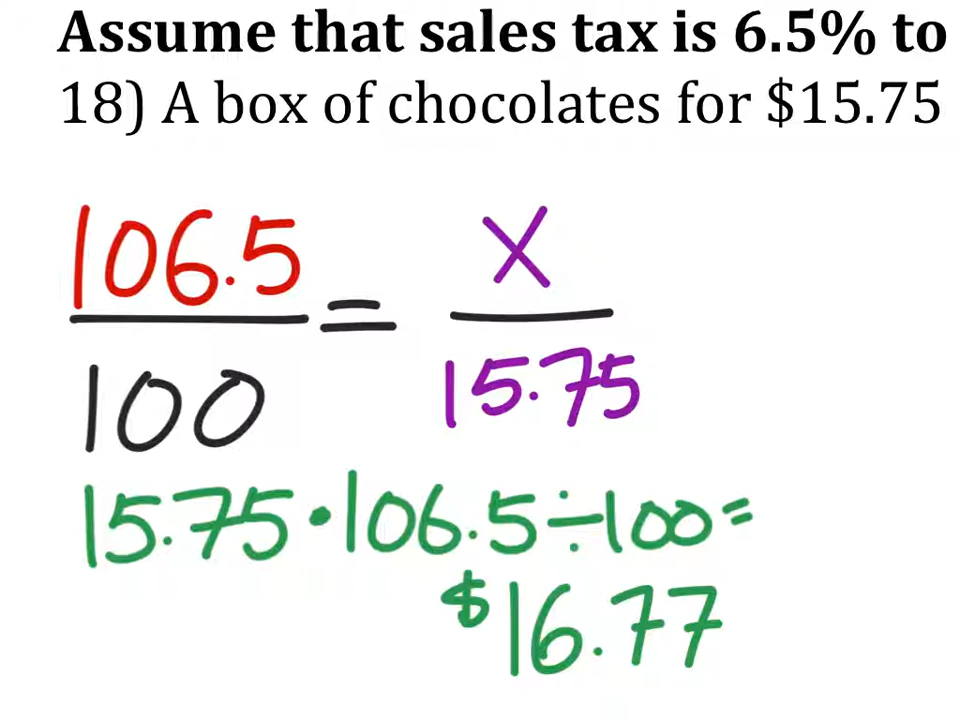 Assume that sales tax is 6.5% to
18) A box of chocolates for $15.75
106.5 = X
100 15.75
15.75 • 106.5 ÷ 100 =
$16.77